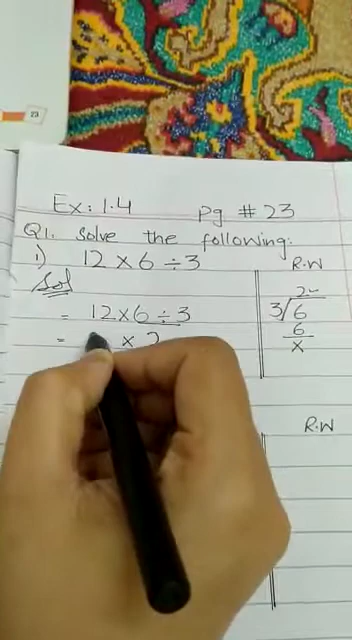 23
Ex: 1.4 Pg # 23
Q1. Solve the following:
i) 12 × 6 ÷ 3 R.W
Sol
= 12 × 6 ÷ 3
= × 2
2
3/6
6
×
R.W